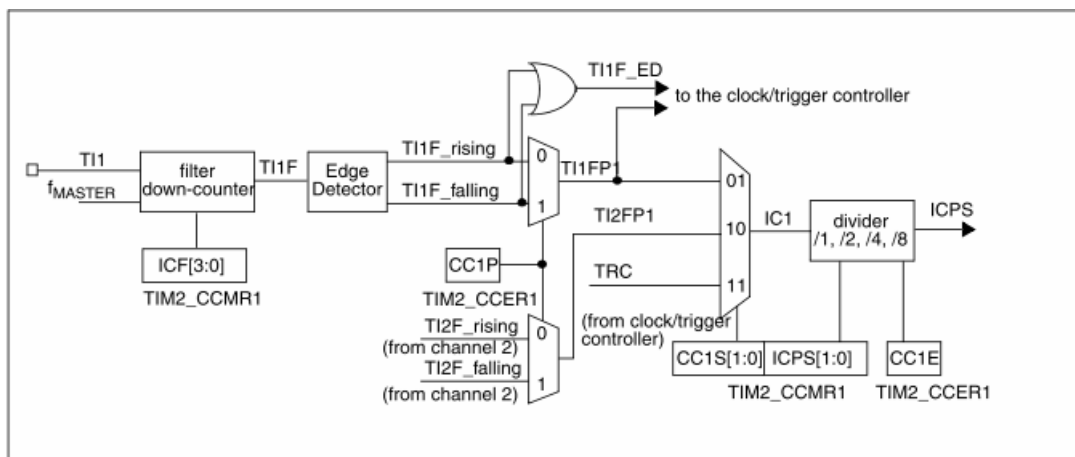 TI1F_ED
to the clock/trigger controller
TI1
f MASTER
filter
down-counter
TI1F
Edge
Detector
TI1F_rising
TI1F_falling
0
1
TI1FP1
01
10
11
TI2FP1
TRC
IC1
divider
/1, /2, /4, /8
ICPS
ICF[3:0]
TIM2_CCMR1
CC1P
TIM2_CCER1
TI2F_rising
(from channel 2)
TI2F_falling
(from channel 2)
0
1
(from clock/trigger
controller)
CC1S[1:0]
ICPS[1:0]
TIM2_CCMR1
CC1E
TIM2_CCER1